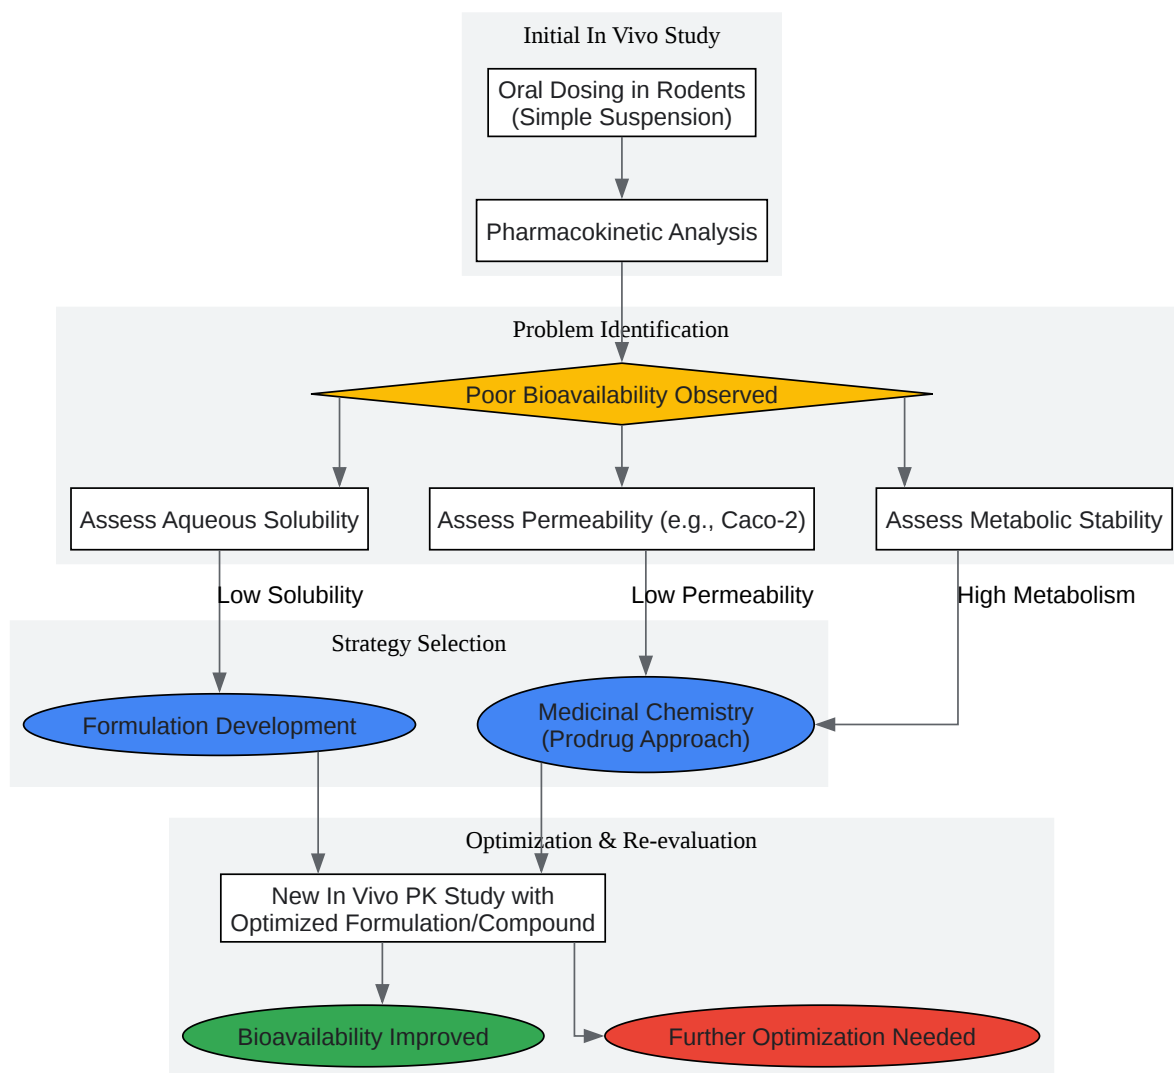 Initial In Vivo Study
Oral Dosing in Rodents
(Simple Suspension)
Pharmacokinetic Analysis
Problem Identification
Poor Bioavailability Observed
Assess Aqueous Solubility
Assess Permeability (e.g., Caco-2)
Assess Metabolic Stability
Low Solubility
Low Permeability
High Metabolism
Strategy Selection
Formulation Development
Medicinal Chemistry
(Prodrug Approach)
Optimization & Re-evaluation
New In Vivo PK Study with
Optimized Formulation/Compound
Bioavailability Improved
Further Optimization Needed